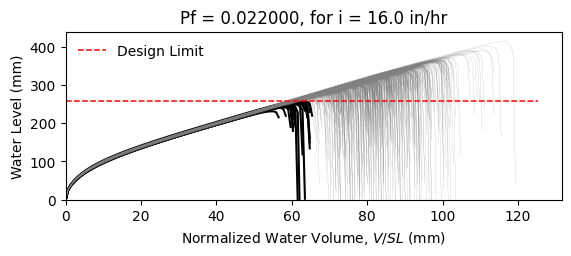 Pf = 0.022000, for i = 16.0 in/hr
Water Level (mm)
400
300
200
100
0
Design Limit
0 20 40 60 80 100 120
Normalized Water Volume, V/SL (mm)